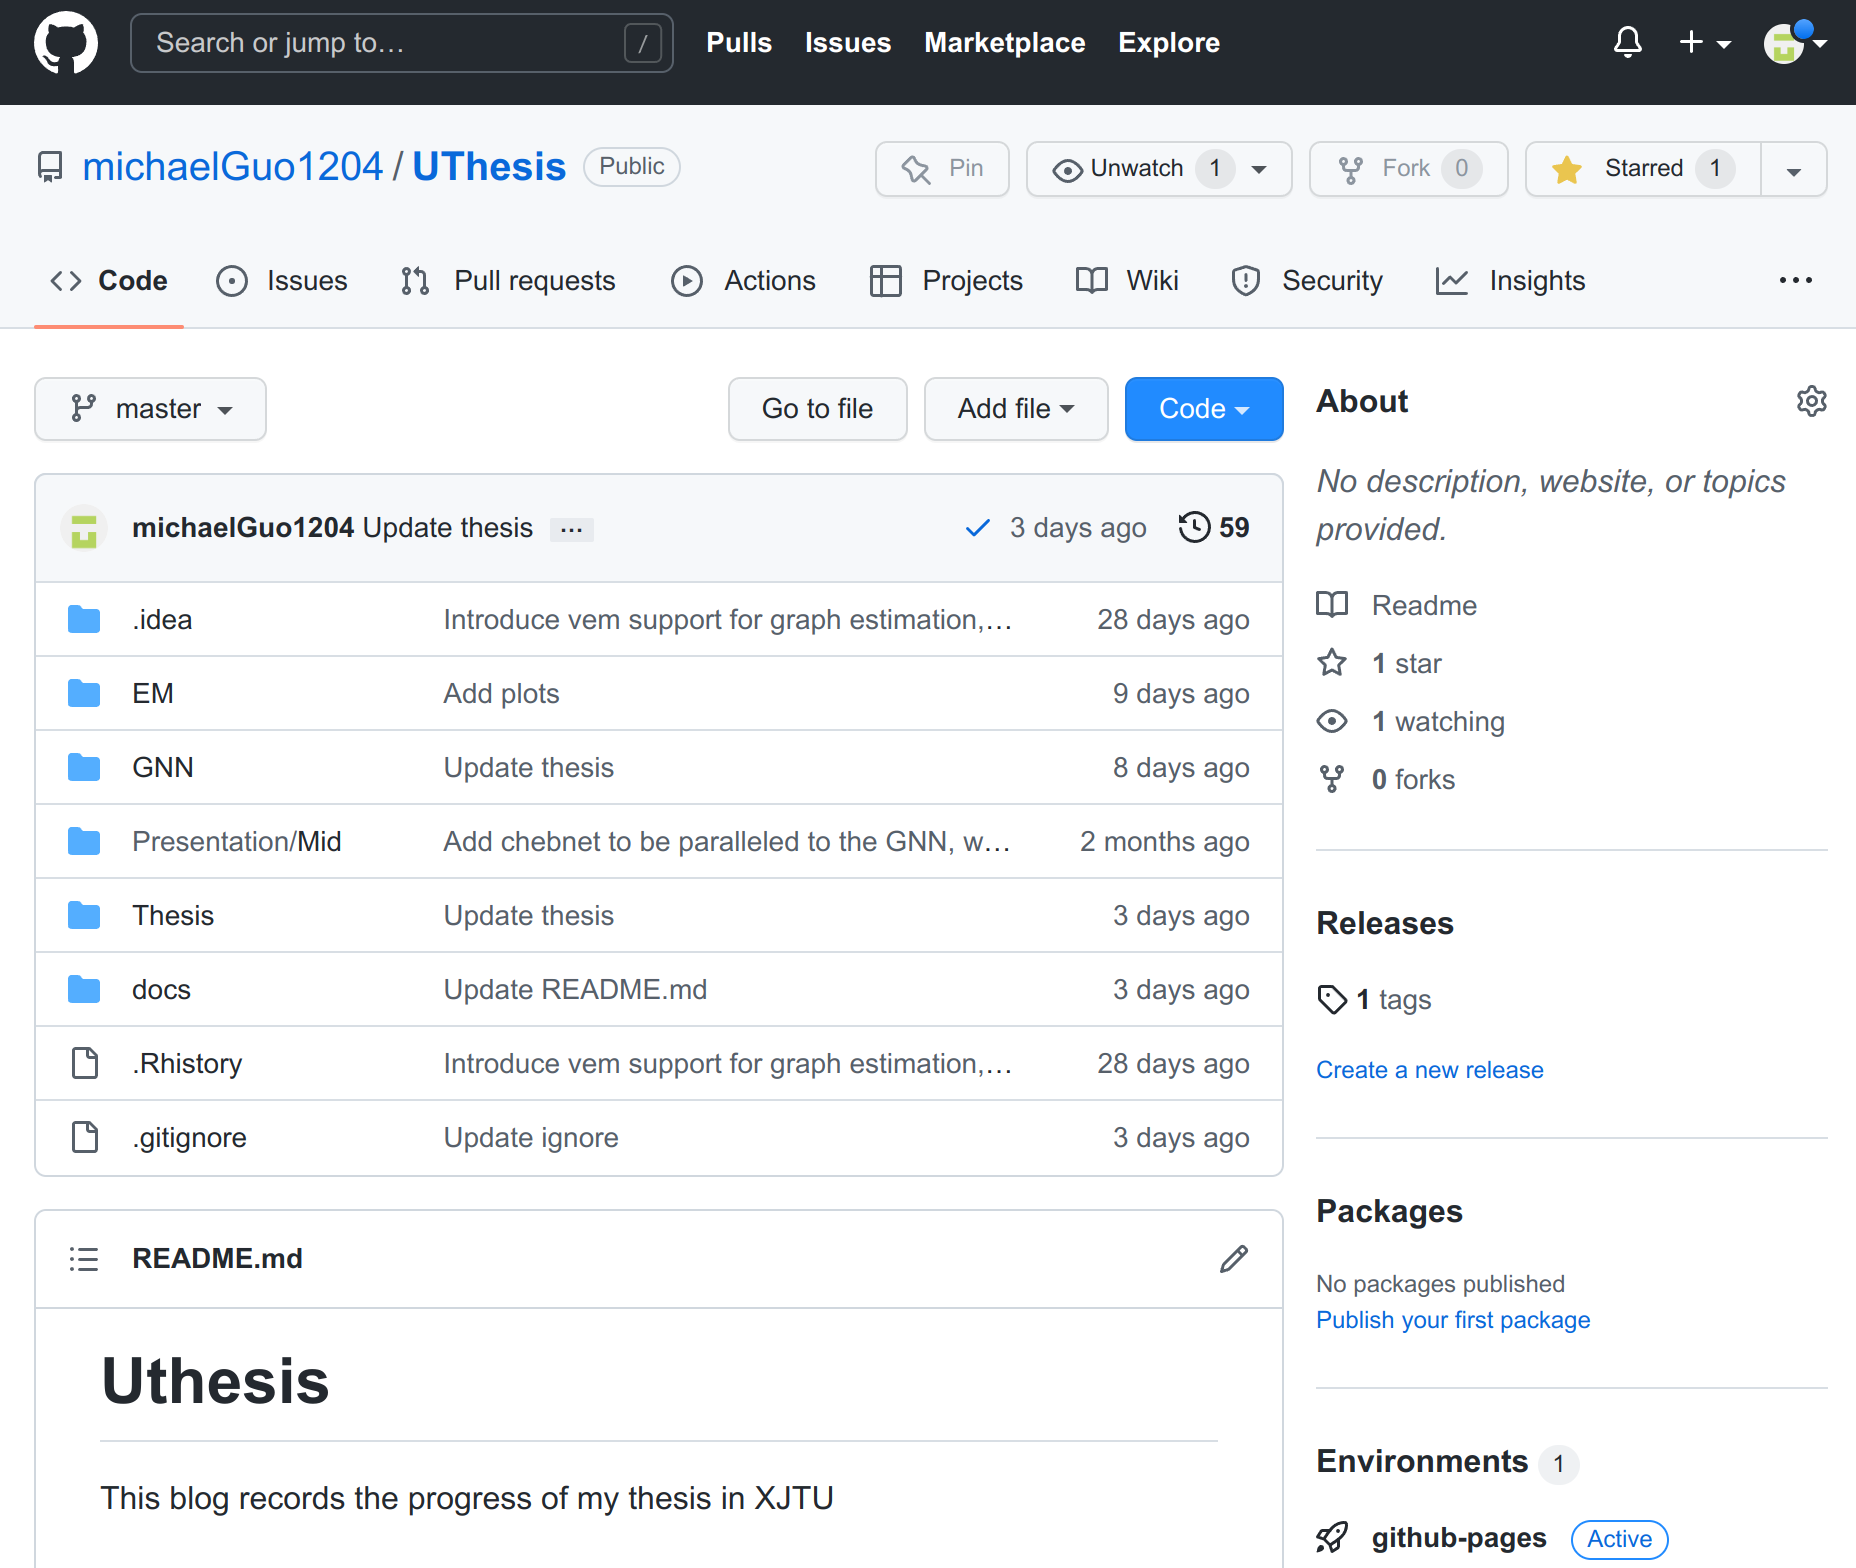 Search or jump to… / Pulls Issues Marketplace Explore
michaelGuo1204 / UThesis Public Pin Unwatch 1 Fork 0 Starred 1
Code Issues Pull requests Actions Projects Wiki Security Insights …
master Go to file Add file Code
michaelGuo1204 Update thesis … 3 days ago 59
.idea Introduce vem support for graph estimation,… 28 days ago
EM Add plots 9 days ago
GNN Update thesis 8 days ago
Presentation/Mid Add chebnet to be paralleled to the GNN, w… 2 months ago
Thesis Update thesis 3 days ago
docs Update README.md 3 days ago
.Rhistory Introduce vem support for graph estimation,… 28 days ago
.gitignore Update ignore 3 days ago
README.md
Uthesis
This blog records the progress of my thesis in XJTU
About
No description, website, or topics
provided.
Readme
1 star
1 watching
0 forks
Releases
1 tags
Create a new release
Packages
No packages published
Publish your first package
Environments 1
github-pages Active